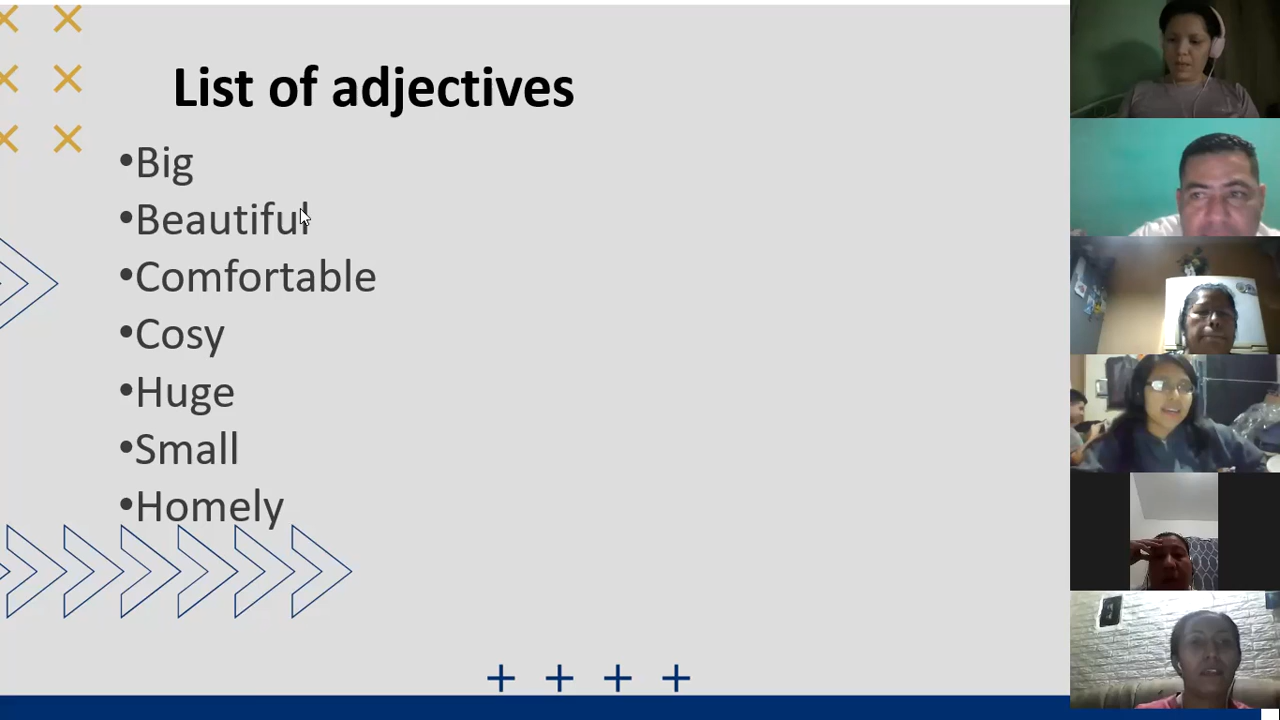 List of adjectives
•Big
•Beautiful
•Comfortable
•Cosy
•Huge
•Small
•Homely